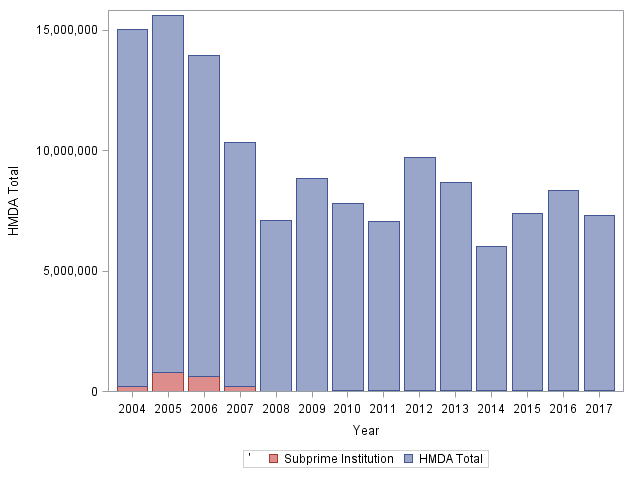 HMDA Total
15,000,000
10,000,000
5,000,000
0
2004 2005 2006 2007 2008 2009 2010 2011 2012 2013 2014 2015 2016 2017
Year
' Subprime Institution HMDA Total